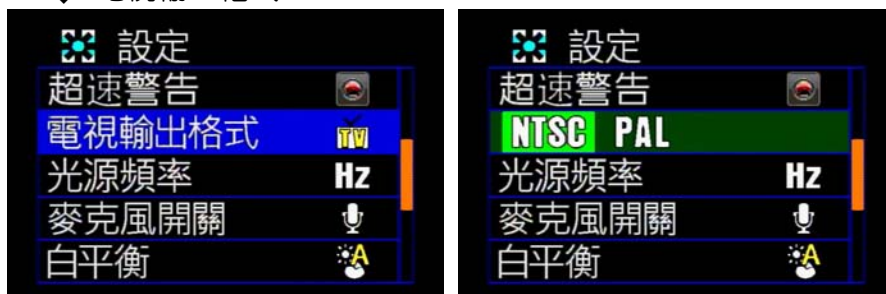 設定
超速警告
電視輸出格式 TV
光源頻率 Hz
麥克風開關
白平衡 A
設定
超速警告
NTSC PAL
光源頻率 Hz
麥克風開關
白平衡 A